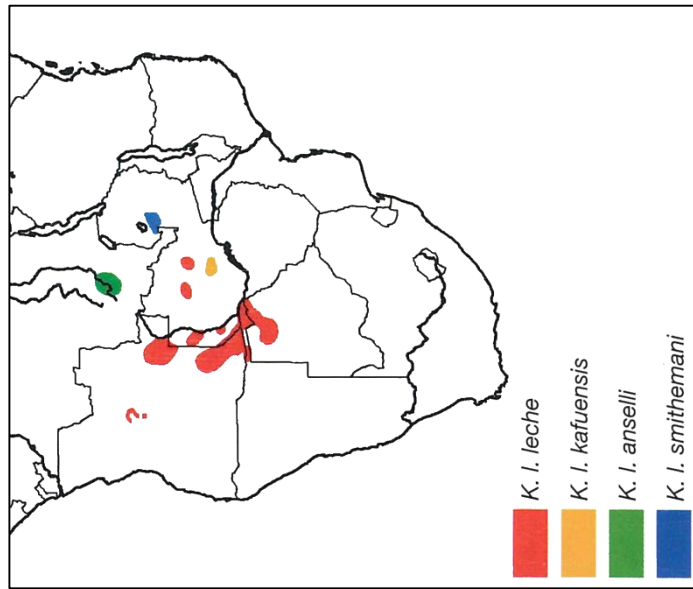 ?
K. l. leche
K. l. kafuensis
K. l. anselli
K. l. smithemani